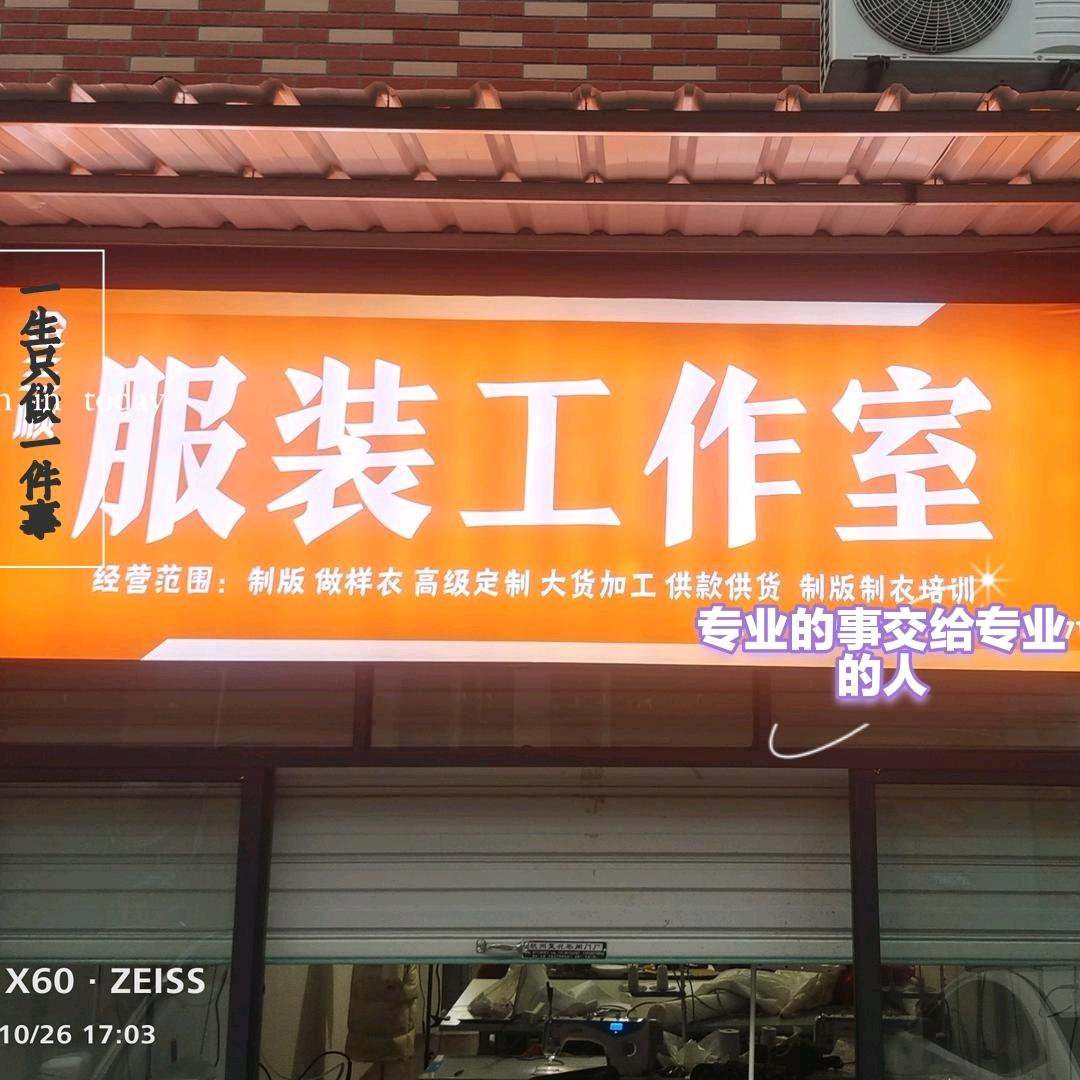 一生只做一件事
in today
服装工作室
经营范围：制版 做样衣 高级定制 大货加工 供款供货 制版制衣培训
专业的事交给专业
的人
X60 · ZEISS
10/26 17:03